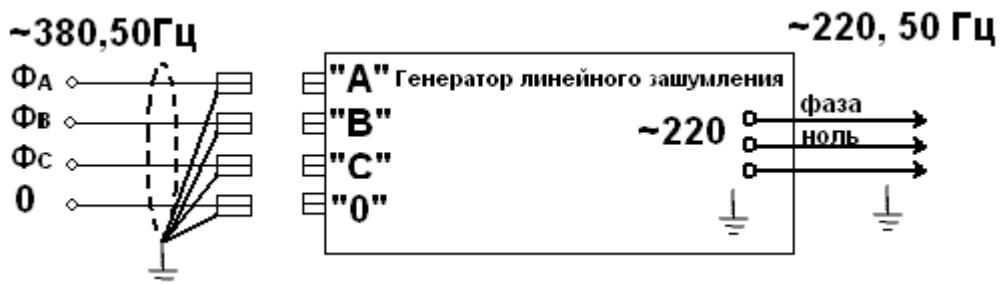 ~380,50Гц
~220, 50 Гц
ФА
"А" Генератор линейного зашумления
фаза
ФВ
"В"
~220
ноль
ФС
"С"
0
"0"